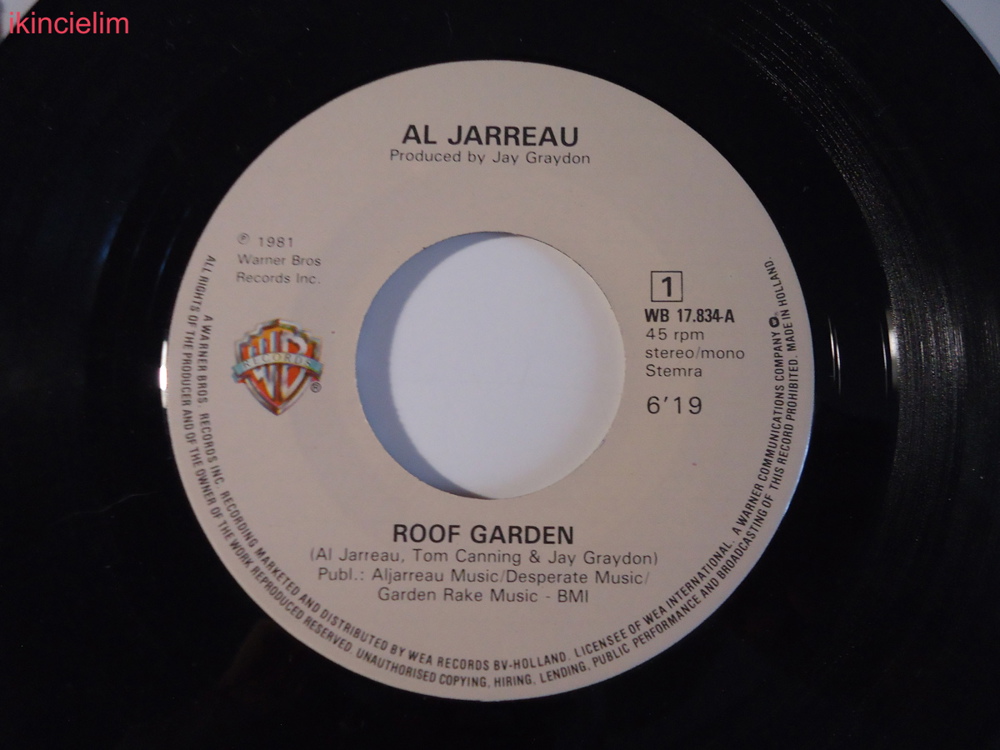 ikincielim
AL JARREAU
Produced by Jay Graydon
℗ 1981
Warner Bros
Records Inc.
1
WB 17.834-A
45 rpm
stereo/mono
Stemra
6'19
WB
RECORDS
®
ROOF GARDEN
(Al Jarreau, Tom Canning & Jay Graydon)
Publ.: Aljarreau Music/Desperate Music/
Garden Rake Music - BMI
A WARNER BROS. RECORDS INC. RECORDING MARKETED AND DISTRIBUTED BY WEA RECORDS BV-HOLLAND. LICENSEE OF WEA INTERNATIONAL. A WARNER COMMUNICATIONS COMPANY
ALL RIGHTS OF THE PRODUCER AND OF THE OWNER OF THE WORK REPRODUCED RESERVED. UNAUTHORISED COPYING, HIRING, LENDING, PUBLIC PERFORMANCE AND BROADCASTING OF THIS RECORD PROHIBITED. MADE IN HOLLAND.